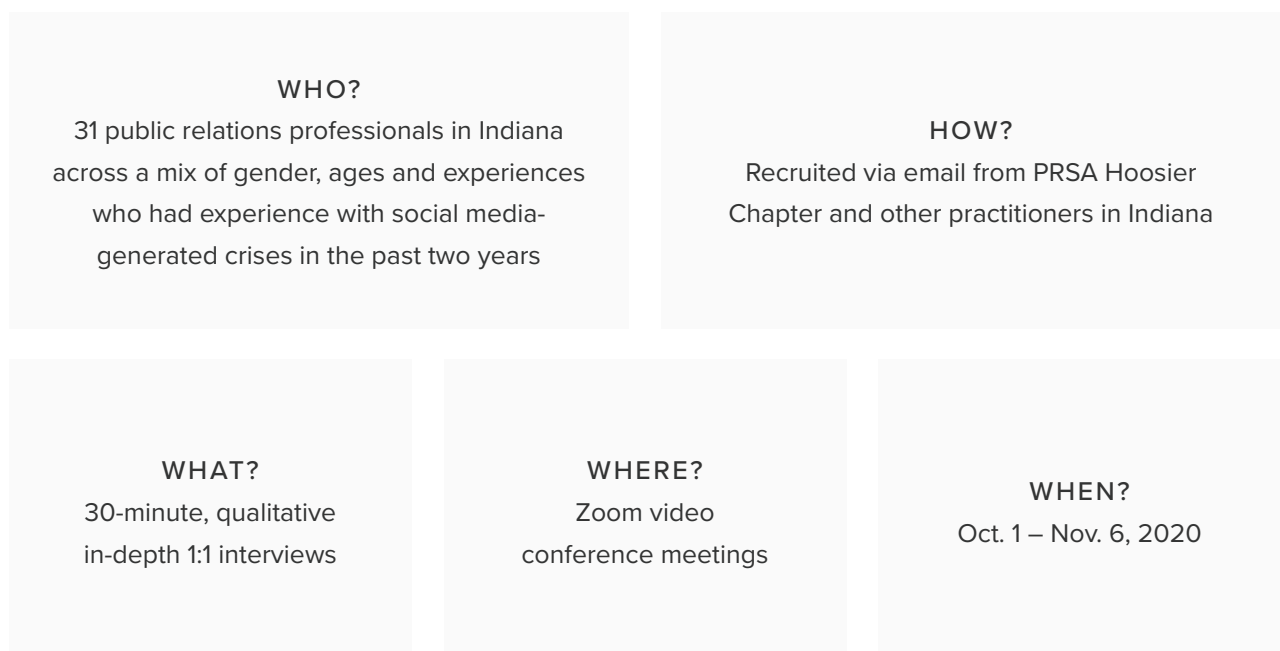 WHO?
31 public relations professionals in Indiana
across a mix of gender, ages and experiences
who had experience with social media-
generated crises in the past two years
HOW?
Recruited via email from PRSA Hoosier
Chapter and other practitioners in Indiana
WHAT?
30-minute, qualitative
in-depth 1:1 interviews
WHERE?
Zoom video
conference meetings
WHEN?
Oct. 1 – Nov. 6, 2020